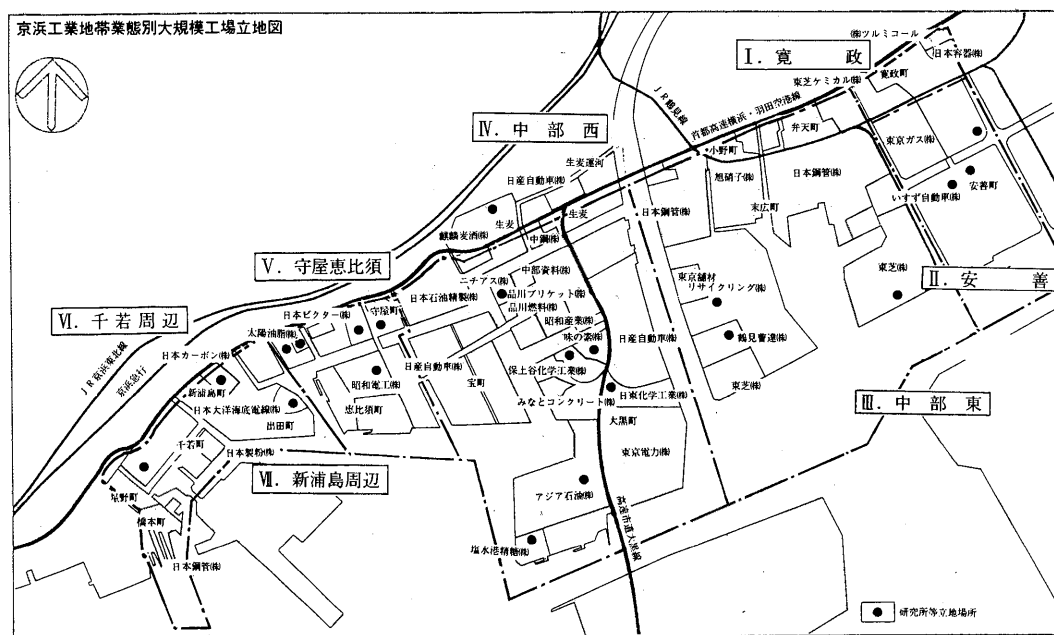 京浜工業地帯業態別大規模工場立地図
㈱ツルミコール
日本容器㈱
Ⅰ. 寛　　政
東芝ケミカル㈱
寛政町
JR鶴見線
首都高速横浜・羽田空港線
弁天町
小野町
東京ガス㈱
Ⅳ. 中　部　西
生麦運河
日産自動車㈱
旭硝子㈱
日本鋼管㈱
安善町
いすず自動車㈱
末広町
生麦
生麦
日本鋼管㈱
麒麟麦酒㈱
中鋼㈱
Ⅴ. 守屋恵比須
ニチアス㈱
中部資料㈱
東京舗材
リサイクリング㈱
東芝㈱
Ⅱ. 安　　善
日本石油精製㈱
品川ブリケット㈱
品川燃料㈱
Ⅵ. 千若周辺
日本ビクター㈱
守屋町
昭和産業㈱
太陽油脂㈱
味の素㈱
日産自動車㈱
鶴見曹達㈱
JR京浜東北線
京浜急行
日本カーボン㈱
昭和電工㈱
日産自動車㈱
保土谷化学工業㈱
新浦島町
宝町
東芝㈱
日東化学工業㈱
みなとコンクリート㈱
Ⅲ. 中部東
日本大洋海底電線㈱
恵比須町
出田町
大黒町
千若町
日本製粉㈱
東京電力㈱
Ⅶ. 新浦島周辺
星野町
アジア石油㈱
高速市道大黒線
橋本町
塩水港精糖㈱
日本鋼管㈱
● 研究所等立地場所